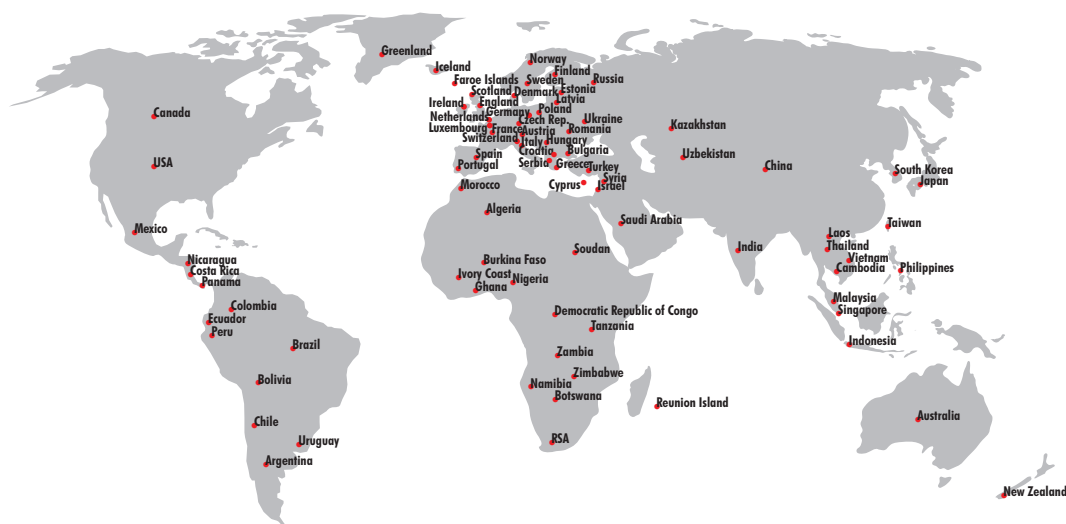 Greenland
Iceland
Norway
Finland
Faroe Islands
Sweden
Russia
Scotland
Denmark
Estonia
Latvia
Ireland
England
Canada
Germany
Poland
Netherlands
Czech Rep.
Ukraine
Luxembourg
France
Austria
Romania
Kazakhstan
Switzerland
Italy
Hungary
Croatia
Bulgaria
Spain
Uzbekistan
USA
Portugal
Serbia
Greece
Turkey
China
South Korea
Syria
Japan
Morocco
Cyprus
Israel
Algeria
Saudi Arabia
Taiwan
Mexico
Laos
Soudan
India
Thailand
Nicaragua
Burkina Faso
Vietnam
Costa Rica
Ivory Coast
Cambodia
Philippines
Panama
Nigeria
Ghana
Malaysia
Colombia
Democratic Republic of Congo
Singapore
Ecuador
Peru
Tanzania
Brazil
Indonesia
Zambia
Bolivia
Zimbabwe
Namibia
Botswana
Reunion Island
Chile
Australia
Uruguay
RSA
Argentina
New Zealand